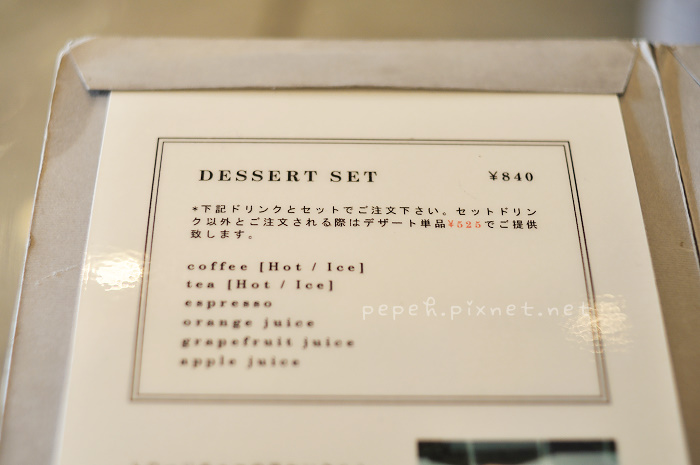 DESSERT SET ¥840
*下記ドリンクとセットでご注文下さい。セットドリン
ク以外とご注文される際はデザート単品¥525でご提供
致します。
coffee [Hot / Ice]
tea [Hot / Ice]
espresso
orange juice
grapefruit juice
apple juice
pepeh.pixnet.net